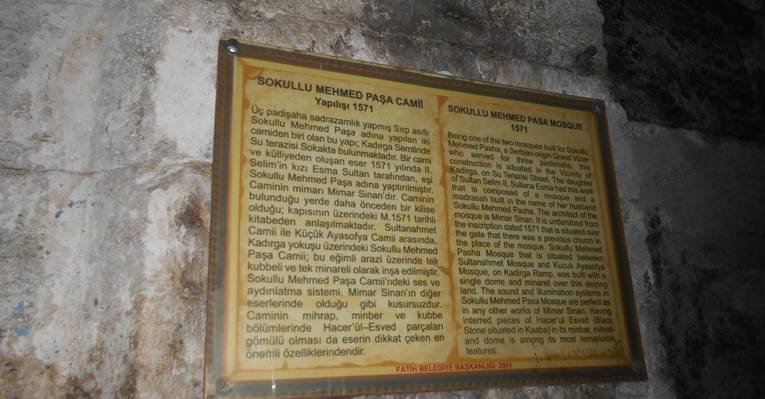 SOKULLU MEHMED PAŞA CAMİİ
Yapılışı 1571
Üç padişaha sadrazamlık yapmış Sırp asıllı
Sokullu Mehmed Paşa adına yapılan iki
camiden biri olan bu yapı; Kadırga Semtinde
Su terazisi Sokakta bulunmaktadır. Bir cami
ve külliyeden oluşan eser 1571 yılında II.
Selim'in kızı Esma Sultan tarafından, eşi
Sokullu Mehmed Paşa adına yaptırılmıştır.
Caminin mimarı Mimar Sinan'dır. Caminin
bulunduğu yerde daha önceden bir kilise
olduğu; kapısının üzerindeki M.1571 tarihli
kitabeden anlaşılmaktadır. Sultanahmet
Camii ile Küçük Ayasofya Camii arasında,
Kadırga yokuşu üzerindeki Sokullu Mehmed
Paşa Camii; bu eğimli arazi üzerinde tek
kubbeli ve tek minareli olarak inşa edilmiştir.
Sokullu Mehmed Paşa Camii'ndeki ses ve
aydınlatma sistemi, Mimar Sinan'ın diğer
eserlerinde olduğu gibi kusursuzdur.
Caminin mihrap, minber ve kubbe
bölümlerinde Hacer'ül–Esved parçaları
gömülü olması da eserin dikkat çeken en
önemli özelliklerindendir.
SOKULLU MEHMED PASA MOSQUE
1571
Being one of the two mosques built for Sokullu
Mehmed Pasha, a Serbian origin Grand Vizier
who served for three padishahs, this
construction is situated in the Vicinity of
Kadirga, on Su Terazisi Street. The daughter
of Sultan Selim II, Sultana Esma had this work
that is composed of a mosque and a
madrasah built in the name of her husband
Sokullu Mehmed Pasha. The architect of the
mosque is Mimar Sinan. It is understood from
the inscription dated 1571 that is situated over
the gate that there was a previous church in
the place of the mosque. Sokullu Mehmed
Pasha Mosque that is situated between
Sultanahmet Mosque and Kucuk Ayasofya
Mosque, on Kadirga Ramp, was built with a
single dome and minaret over this sloping
land. The sound and illumination systems in
Sokullu Mehmed Pasa Mosque are perfect as
in any other works of Mimar Sinan. Having
interred pieces of Hacer'ul Esved (Black
Stone situated in Kaaba) in its minbar, mihrab
and dome is among its most remarkable
features.
FATİH BELEDİYE BAŞKANLIĞI 2011